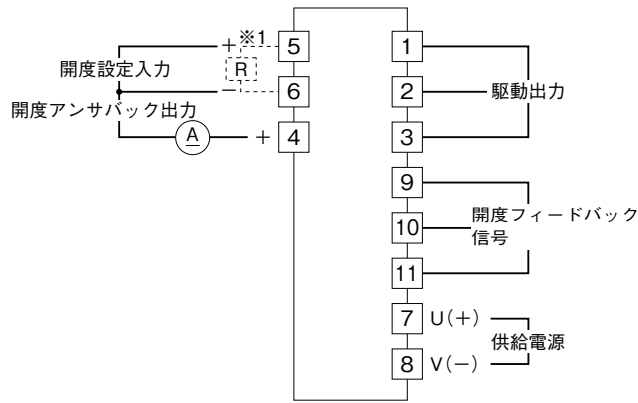 + ※1 5
開度設定入力
R
− 6
開度アンサバック出力
A + 4
1
2 駆動出力
3
9
10 開度フィードバック
信号
11
7 U(+)
供給電源
8 V(−)